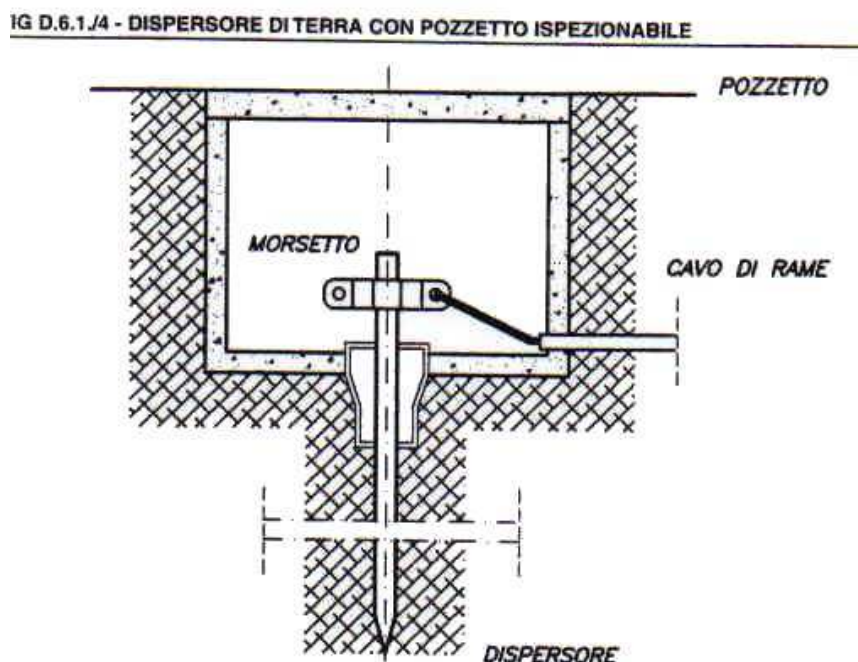 IG D.6.1./4 - DISPERSORE DI TERRA CON POZZETTO ISPEZIONABILE
POZZETTO
MORSETTO
CAVO DI RAME
DISPERSORE